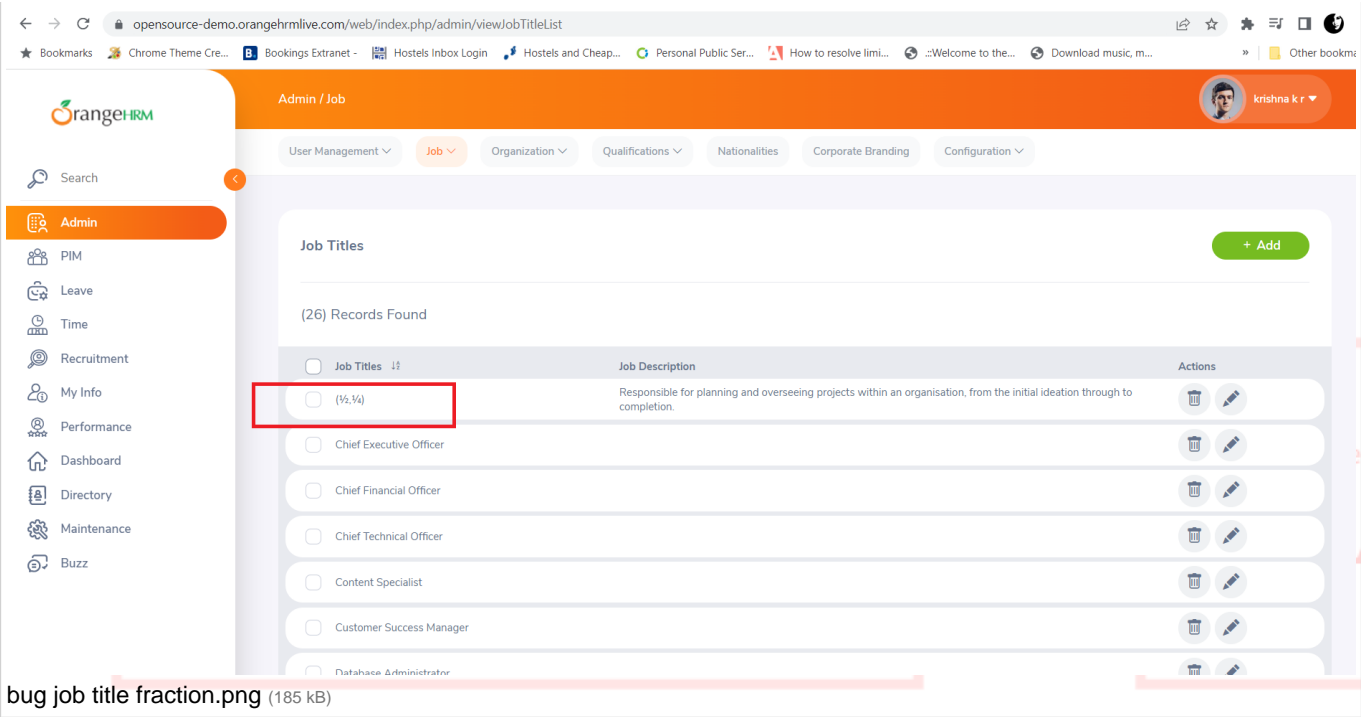 opensource-demo.orangehrmlive.com/web/index.php/admin/viewJobTitleList
Bookmarks Chrome Theme Cre... B. Bookings Extranet - Hostels Inbox Login Hostels and Cheap... Personal Public Ser... How to resolve limi... .::Welcome to the... Download music, m... » Other bookma
OrangeHRM
Admin / Job
krishna k r
User Management Job Organization Qualifications Nationalities Corporate Branding Configuration
Search
Admin
PIM
Leave
Time
Recruitment
My Info
Performance
Dashboard
Directory
Maintenance
Buzz
Job Titles
+ Add
(26) Records Found
Job Titles Job Description Actions
(½,¼) Responsible for planning and overseeing projects within an organisation, from the initial ideation through to
completion.
Chief Executive Officer
Chief Financial Officer
Chief Technical Officer
Content Specialist
Customer Success Manager
Database Administrator
bug job title fraction.png (185 kB)